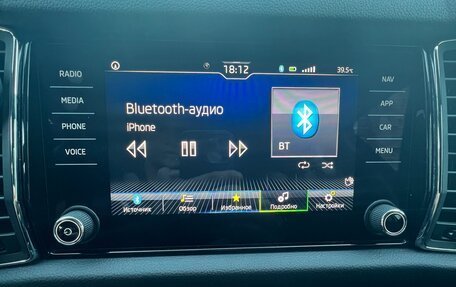 18:12
39.5°C
RADIO
MEDIA
PHONE
VOICE
Bluetooth-аудио
iPhone
BT
Источник
Обзор
Избранное
Подробно
Настройки
NAV
APP
CAR
MENU